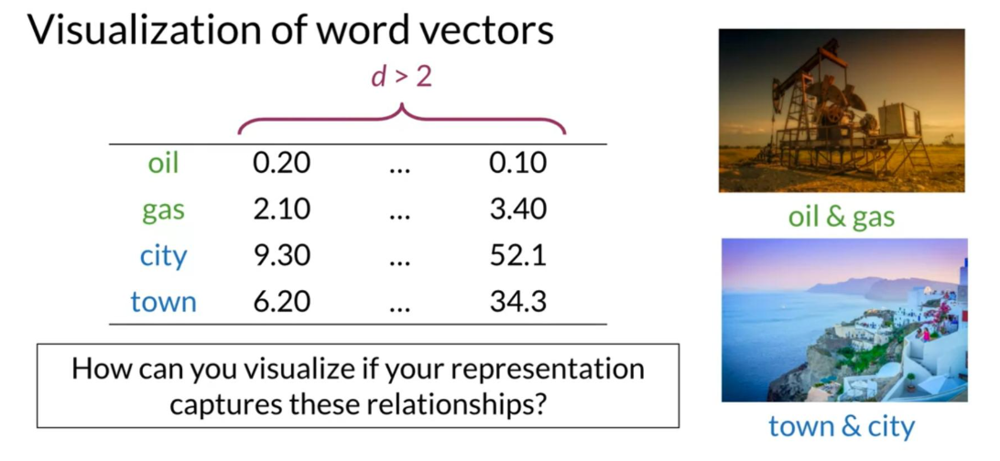 Visualization of word vectors
d > 2
oil 0.20 ... 0.10
gas 2.10 ... 3.40
city 9.30 ... 52.1
town 6.20 ... 34.3
How can you visualize if your representation
captures these relationships?
oil & gas
town & city